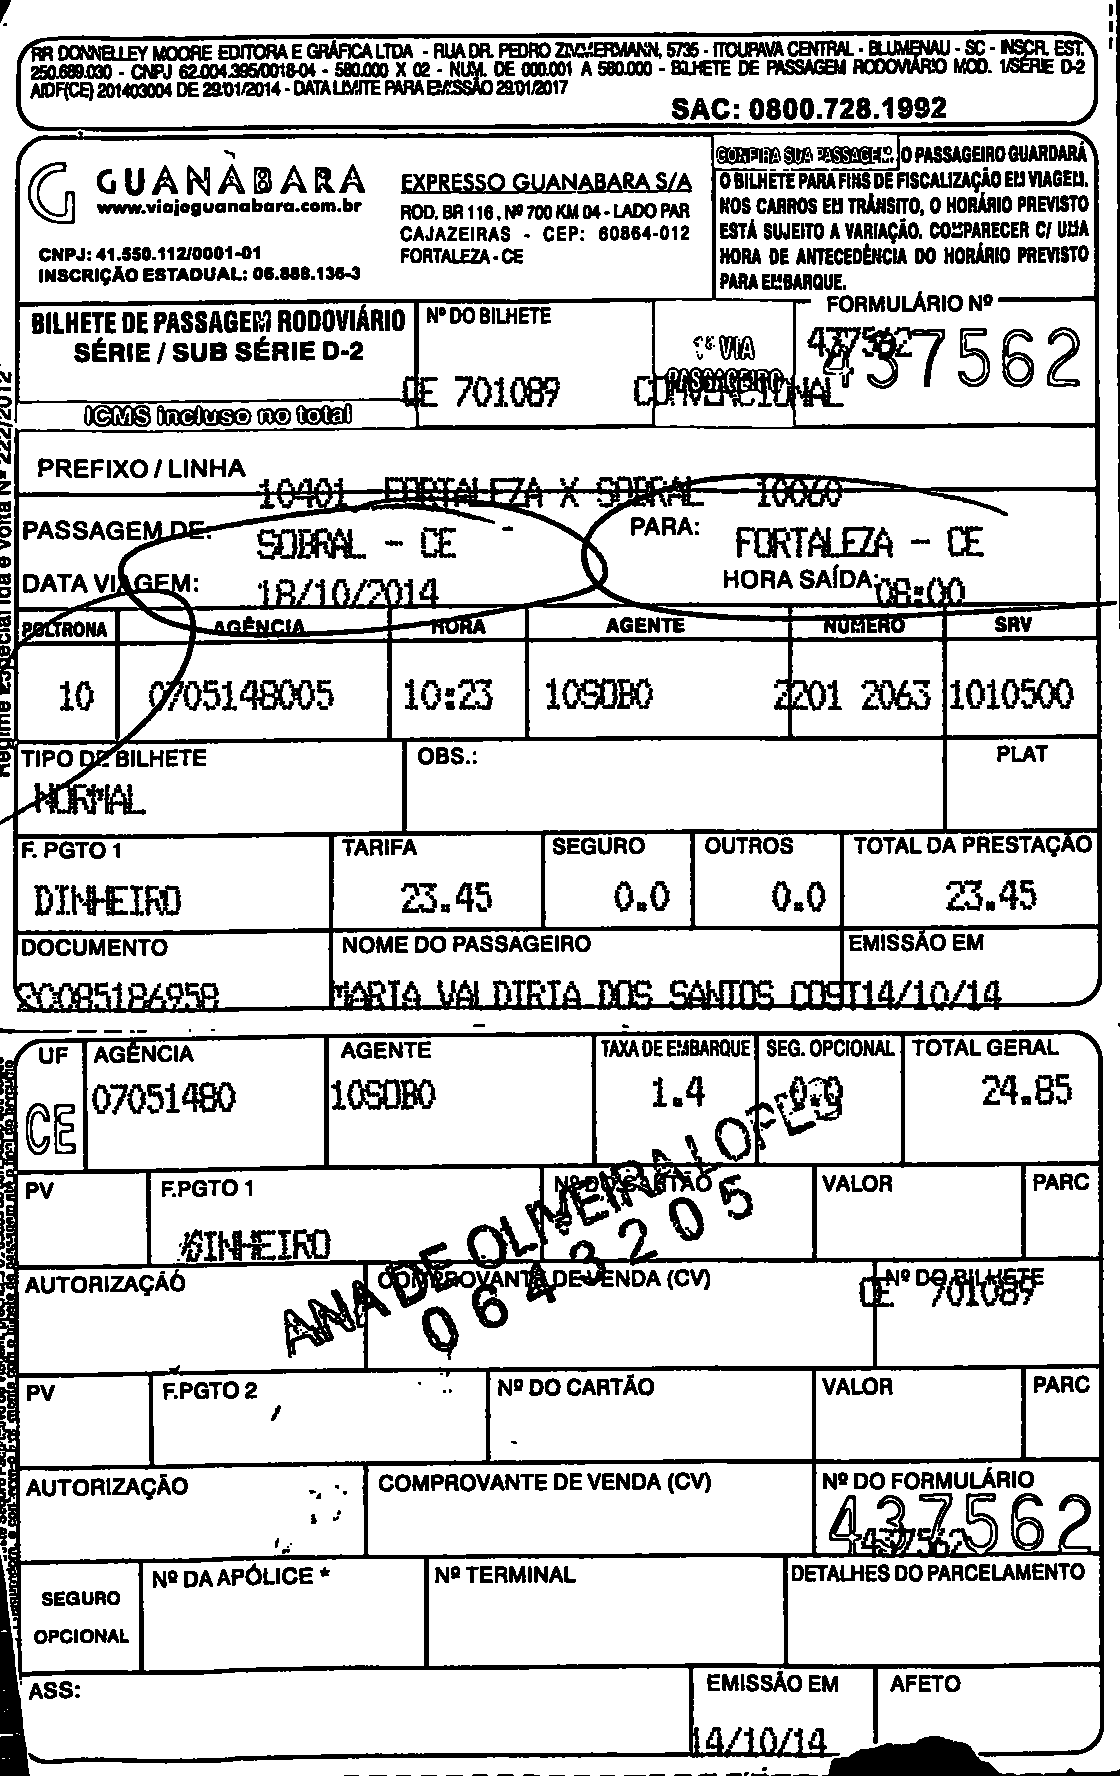 RR DONNELLEY MOORE EDITORA E GRÁFICA LTDA - RUA DR. PEDRO ZIMMERMANN, 5735 - ITOUPAVA CENTRAL - BLUMENAU - SC - INSCR. EST.
250.689.030 - CNPJ 62.004.395/0018-04 - 580.000 X 02 - NUM. DE 000.001 A 580.000 - BILHETE DE PASSAGEM RODOVIÁRIO MOD. 1/SÉRIE D-2
AIDF(CE) 201403004 DE 29/01/2014 - DATA LIMITE PARA EMISSÃO 29/01/2017
SAC: 0800.728.1992
GUANABARA
www.viajeguanabara.com.br
CNPJ: 41.550.112/0001-01
INSCRIÇÃO ESTADUAL: 06.888.136-3
EXPRESSO GUANABARA S/A
ROD. BR 116, Nº 700 KM 04 - LADO PAR
CAJAZEIRAS - CEP: 60864-012
FORTALEZA - CE
CONFIRA SUA PASSAGEM. O PASSAGEIRO GUARDARÁ
O BILHETE PARA FINS DE FISCALIZAÇÃO EM VIAGEM.
NOS CARROS EM TRÂNSITO, O HORÁRIO PREVISTO
ESTÁ SUJEITO A VARIAÇÃO. COMPARECER C/ UMA
HORA DE ANTECEDÊNCIA DO HORÁRIO PREVISTO
PARA EMBARQUE.
BILHETE DE PASSAGEM RODOVIÁRIO
SÉRIE / SUB SÉRIE D-2
ICMS incluso no total
Nº DO BILHETE
CE 701089
1ª VIA
PASSAGEIRO
CONVENCIONAL
FORMULÁRIO Nº
437562
437562
PREFIXO / LINHA
10401 FORTALEZA X SOBRAL - 10060
PASSAGEM DE: SOBRAL - CE PARA: FORTALEZA - CE
DATA VIAGEM: 18/10/2014 HORA SAÍDA: 08:00
POLTRONA AGÊNCIA HORA AGENTE NÚMERO SRV
10 0705148005 10:23 10SOBO 2201 2063 1010500
TIPO DE BILHETE OBS.: PLAT
NORMAL
F. PGTO 1 TARIFA SEGURO OUTROS TOTAL DA PRESTAÇÃO
DINHEIRO 23.45 0.0 0.0 23.45
DOCUMENTO NOME DO PASSAGEIRO EMISSÃO EM
20085186958 MARIA VALDIRIA DOS SANTOS COST14/10/14
Regime Especial Ida e Volta Nº 222/2012
UF AGÊNCIA AGENTE TAXA DE EMBARQUE SEG. OPCIONAL TOTAL GERAL
CE 07051480 10SOBO 1.4 0.0 24.85
PV F.PGTO 1 Nº DO CARTÃO VALOR PARC
DINHEIRO
ANA DE OLIVEIRA LOPES
064 3205
AUTORIZAÇÃO COMPROVANTE DE VENDA (CV) Nº DO BILHETE
CE 701089
PV F.PGTO 2 Nº DO CARTÃO VALOR PARC
AUTORIZAÇÃO COMPROVANTE DE VENDA (CV) Nº DO FORMULÁRIO
437562
437562
SEGURO OPCIONAL Nº DA APÓLICE * Nº TERMINAL DETALHES DO PARCELAMENTO
ASS: EMISSÃO EM AFETO
14/10/14